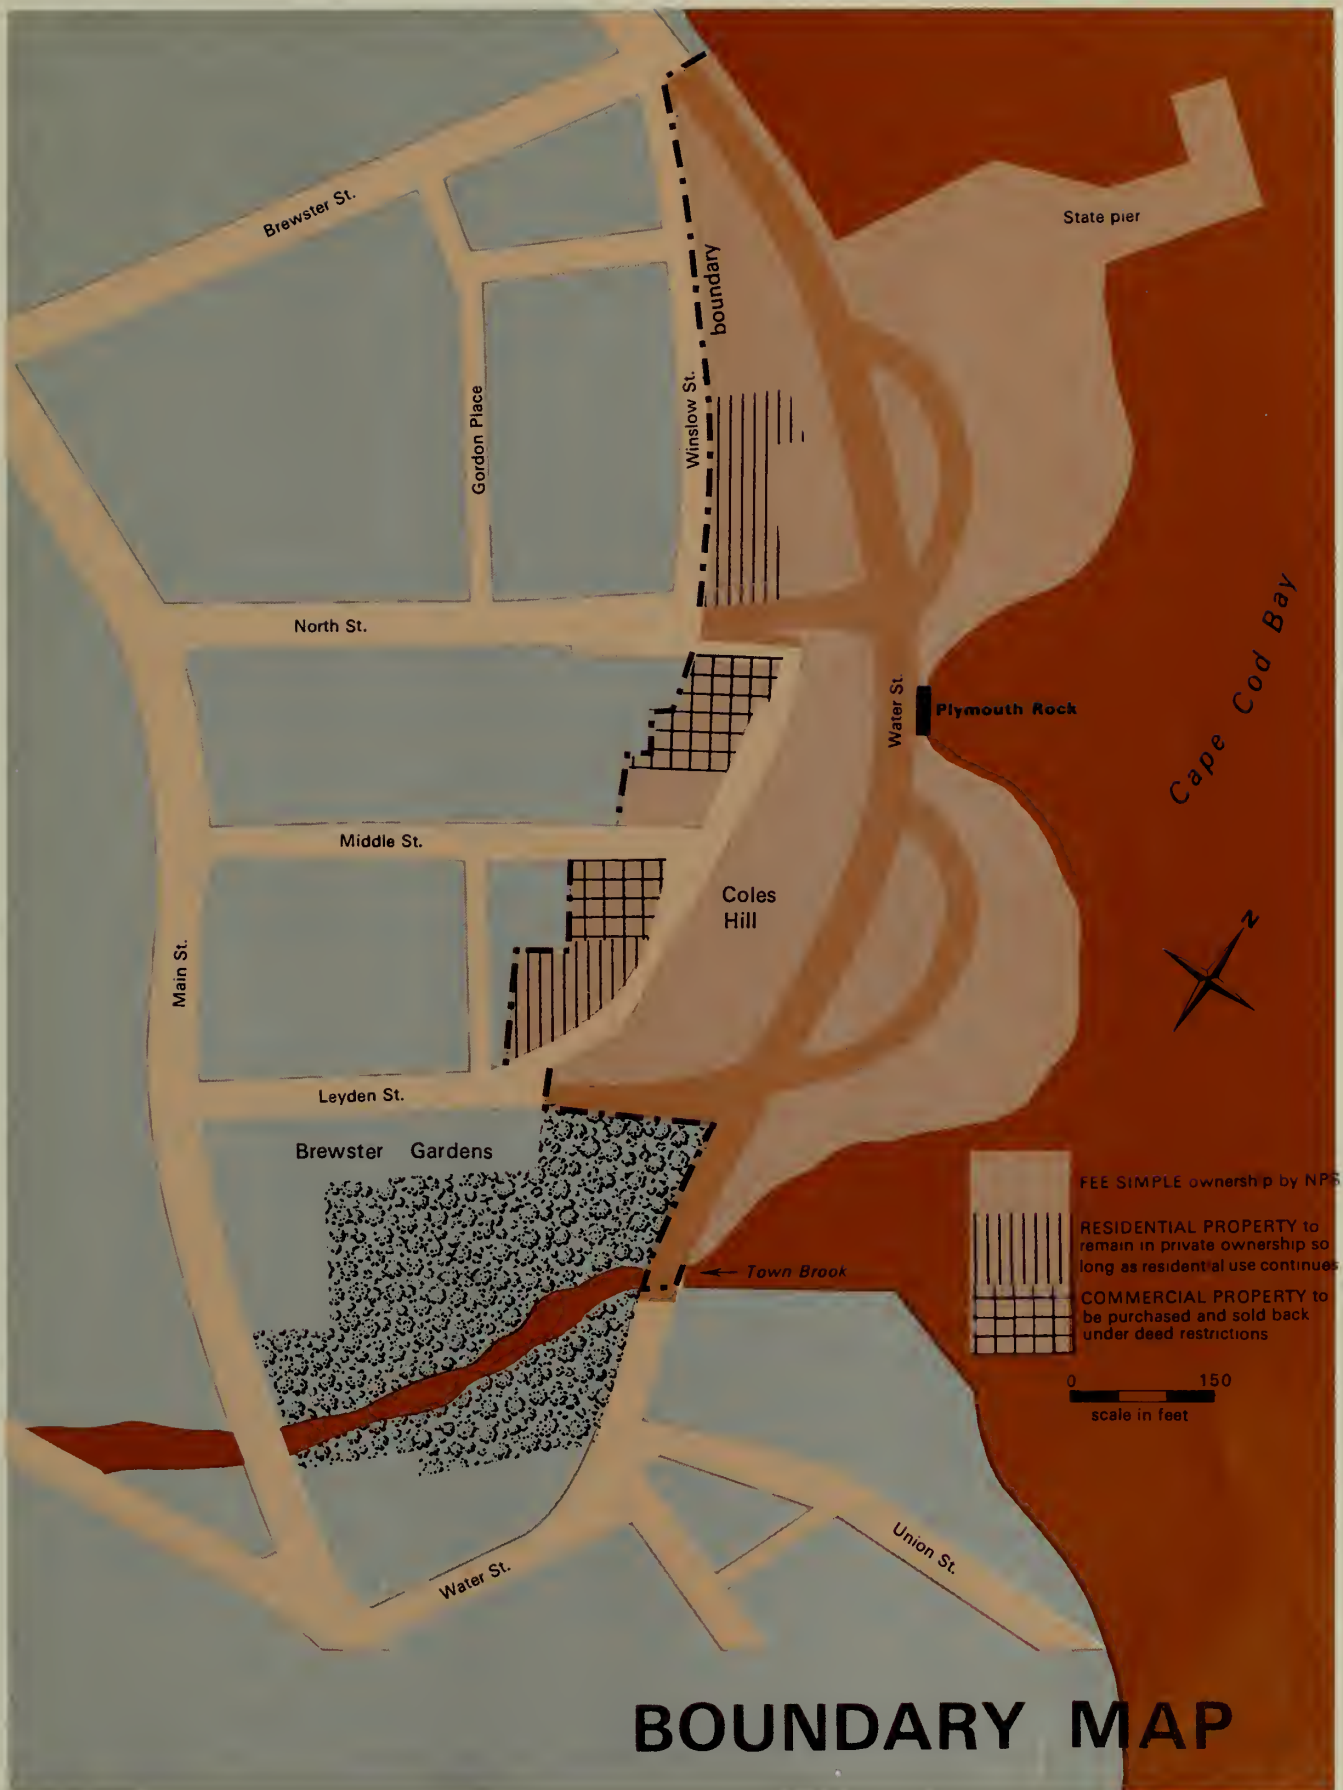 Brewster St.
State pier
boundary
Gordon Place
Winslow St.
North St.
Water St.
Plymouth Rock
Cape Cod Bay
Middle St.
Coles
Hill
N
Main St.
Leyden St.
Brewster Gardens
FEE SIMPLE ownership by NPS
RESIDENTIAL PROPERTY to
remain in private ownership so
long as residential use continues
COMMERCIAL PROPERTY to
be purchased and sold back
under deed restrictions
Town Brook
0 150
scale in feet
Union St.
Water St.
BOUNDARY MAP